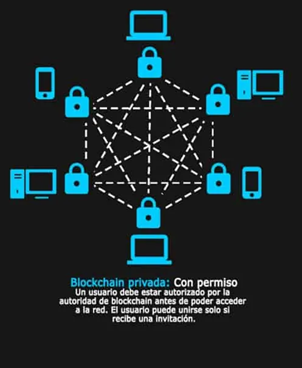 Blockchain privada: Con permiso
Un usuario debe estar autorizado por la
autoridad de blockchain antes de poder acceder
a la red. El usuario puede unirse solo si
recibe una invitación.